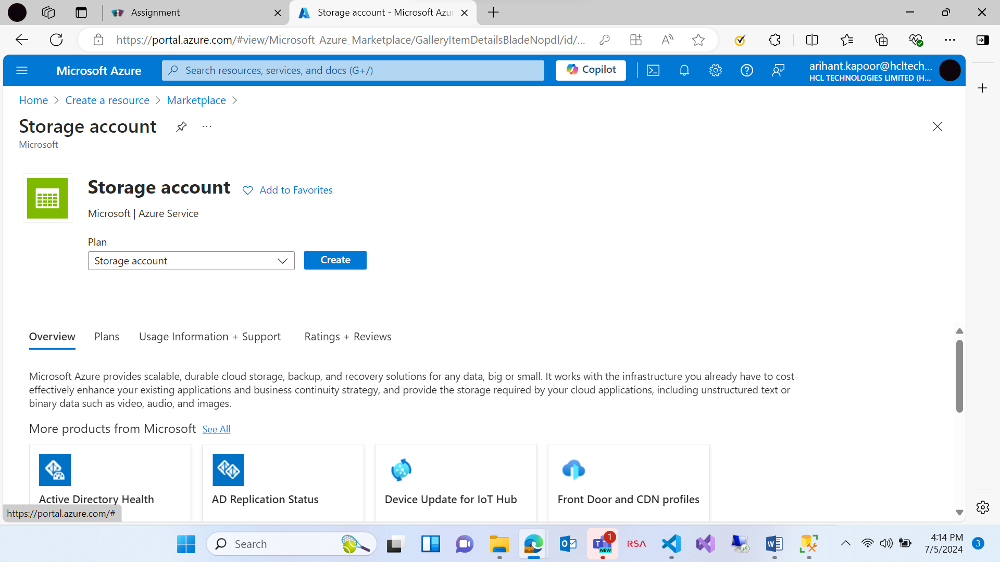 Assignment
Storage account - Microsoft Azu
https://portal.azure.com/#view/Microsoft_Azure_Marketplace/GalleryItemDetailsBladeNopdl/id/...
Microsoft Azure
Search resources, services, and docs (G+/)
Copilot
arihant.kapoor@hcltech...
HCL TECHNOLOGIES LIMITED (H...
Home > Create a resource > Marketplace >
Storage account
Microsoft
Storage account
Add to Favorites
Microsoft | Azure Service
Plan
Storage account
Create
Overview Plans Usage Information + Support Ratings + Reviews
Microsoft Azure provides scalable, durable cloud storage, backup, and recovery solutions for any data, big or small. It works with the infrastructure you already have to cost-
effectively enhance your existing applications and business continuity strategy, and provide the storage required by your cloud applications, including unstructured text or
binary data such as video, audio, and images.
More products from Microsoft See All
Active Directory Health
AD Replication Status
Device Update for IoT Hub
Front Door and CDN profiles
https://portal.azure.com/#
Search
1
NEW
RSA
4:14 PM
7/5/2024
3